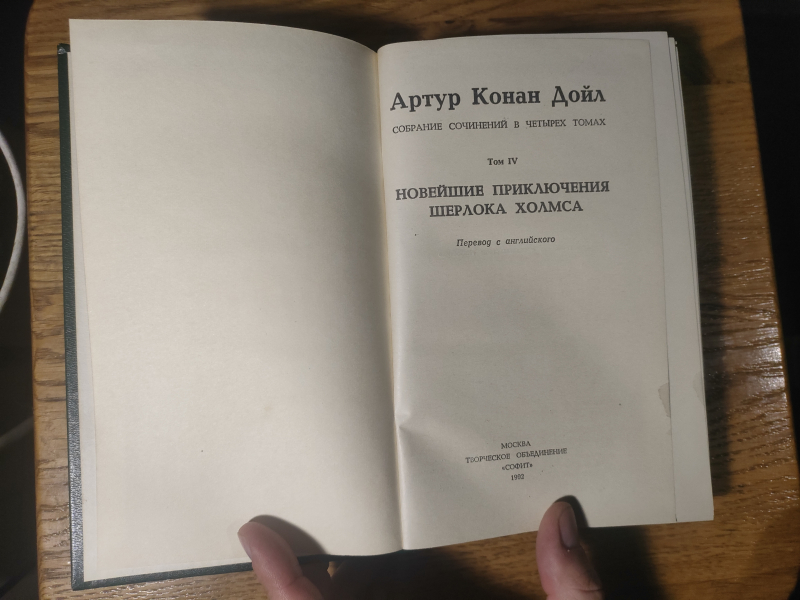 Артур Конан Дойл
СОБРАНИЕ СОЧИНЕНИЙ В ЧЕТЫРЕХ ТОМАХ
Том IV
НОВЕЙШИЕ ПРИКЛЮЧЕНИЯ
ШЕРЛОКА ХОЛМСА
Перевод с английского
МОСКВА
ТВОРЧЕСКОЕ ОБЪЕДИНЕНИЕ
«СОФИТ»
1992